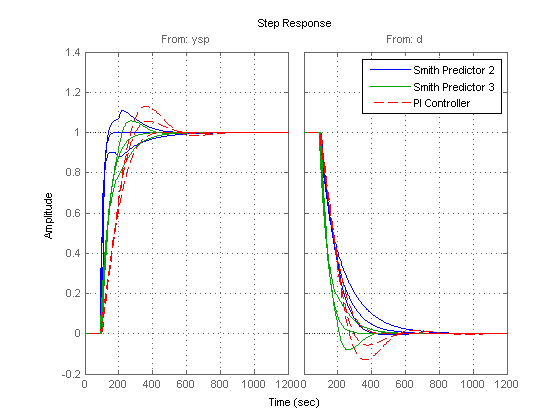 Step Response
From: ysp
From: d
Smith Predictor 2
Smith Predictor 3
PI Controller
Amplitude
1.4
1.2
1
0.8
0.6
0.4
0.2
0
-0.2
0 200 400 600 800 1000 1200 0 200 400 600 800 1000 1200
Time (sec)